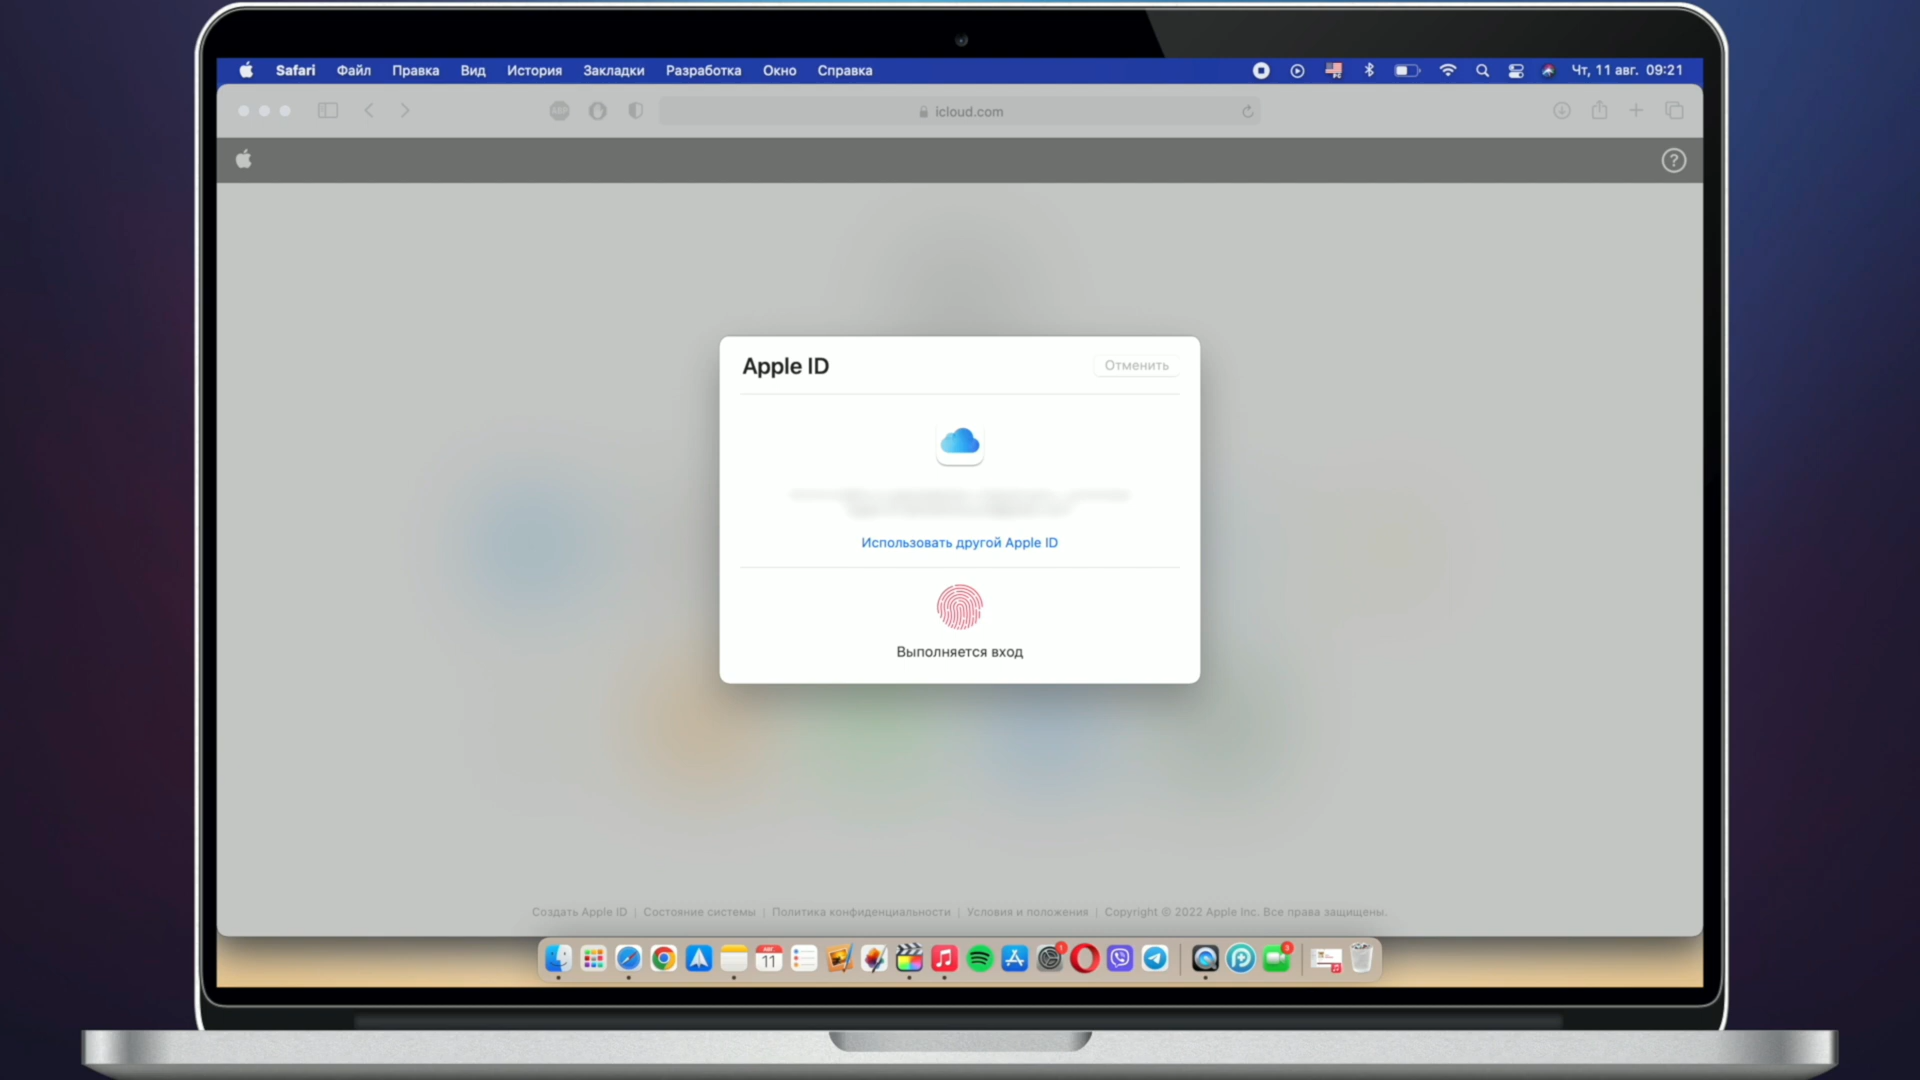 Safari Файл Правка Вид История Закладки Разработка Окно Справка Чт, 11 авг. 09:21
icloud.com
Apple ID Отменить
Использовать другой Apple ID
Выполняется вход
Создать Apple ID | Состояние системы | Политика конфиденциальности | Условия и положения | Copyright © 2022 Apple Inc. Все права защищены.
11